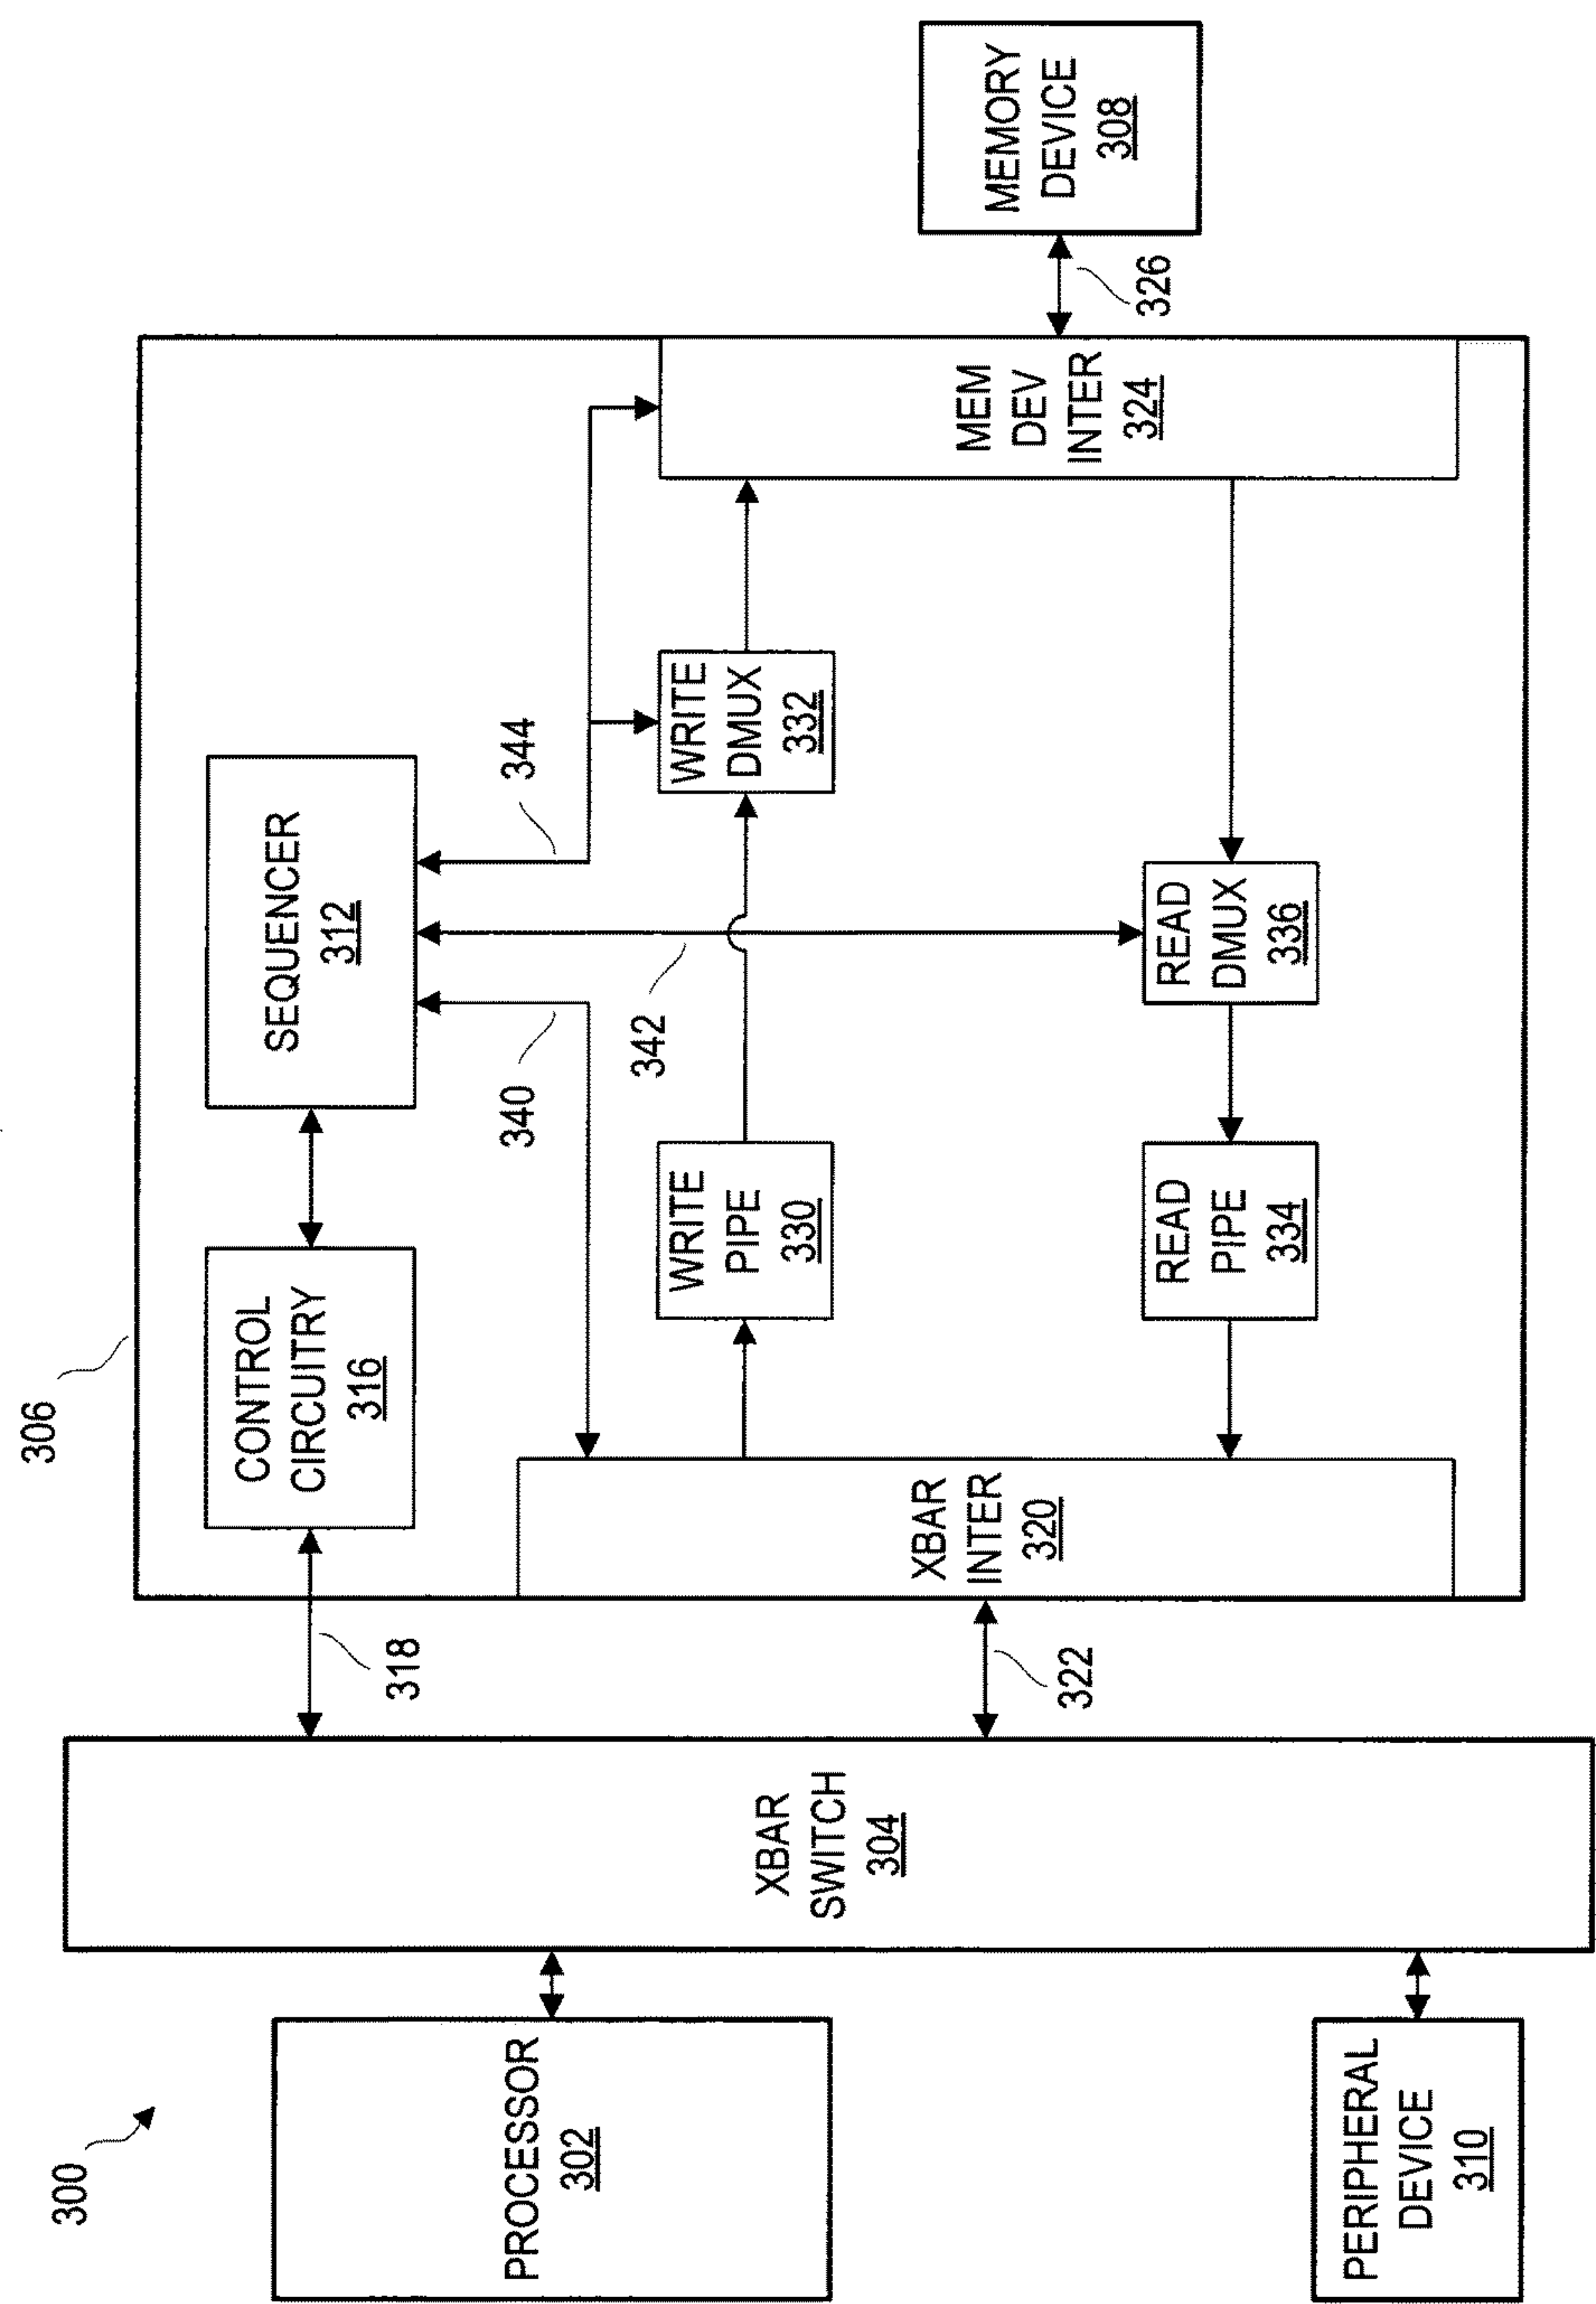 300
PROCESSOR
302
PERIPHERAL
DEVICE
310
XBAR
SWITCH
304
318
322
306
CONTROL
CIRCUITRY
316
SEQUENCER
312
XBAR
INTER
320
340
342
344
WRITE
PIPE
330
WRITE
DMUX
332
READ
PIPE
334
READ
DMUX
336
MEM
DEV
INTER
324
326
MEMORY
DEVICE
308